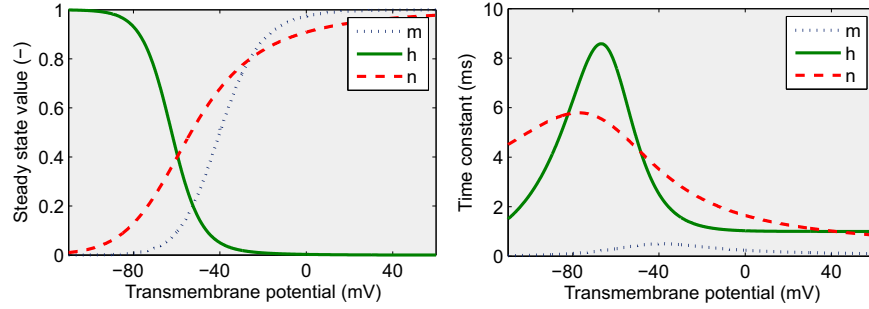 1
0.8
0.6
0.4
0.2
0
Steady state value (−)
−80
−40
0
40
Transmembrane potential (mV)
m
h
n
10
8
6
4
2
0
Time constant (ms)
−80
−40
0
40
Transmembrane potential (mV)
m
h
n